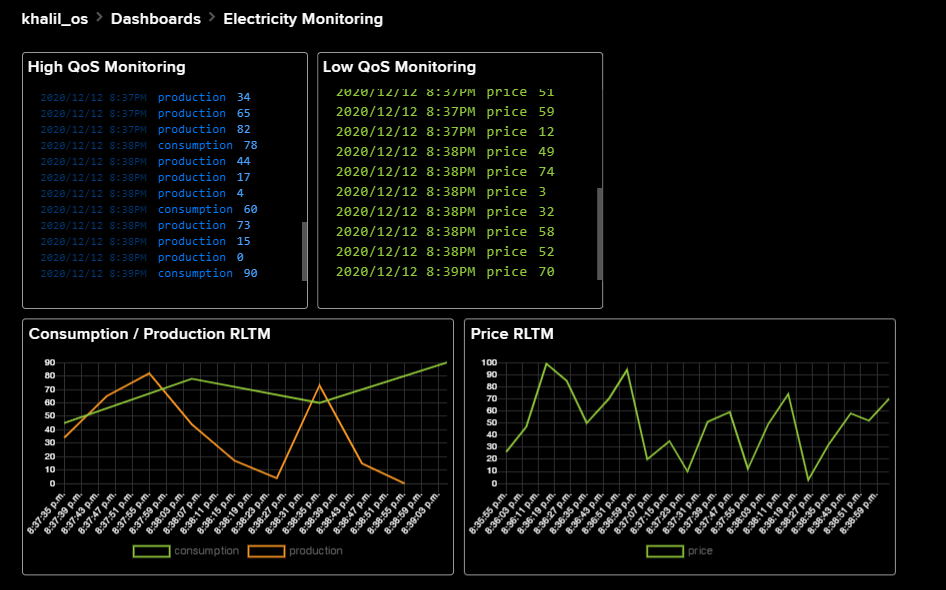 khalil_os > Dashboards > Electricity Monitoring
High QoS Monitoring
2020/12/12 8:37PM production 34
2020/12/12 8:37PM production 65
2020/12/12 8:37PM production 82
2020/12/12 8:38PM consumption 78
2020/12/12 8:38PM production 44
2020/12/12 8:38PM production 17
2020/12/12 8:38PM production 4
2020/12/12 8:38PM consumption 60
2020/12/12 8:38PM production 73
2020/12/12 8:38PM production 15
2020/12/12 8:38PM production 0
2020/12/12 8:39PM consumption 90
Low QoS Monitoring
2020/12/12 8:37PM price 51
2020/12/12 8:37PM price 59
2020/12/12 8:37PM price 12
2020/12/12 8:38PM price 49
2020/12/12 8:38PM price 74
2020/12/12 8:38PM price 3
2020/12/12 8:38PM price 32
2020/12/12 8:38PM price 58
2020/12/12 8:38PM price 52
2020/12/12 8:39PM price 70
Consumption / Production RLTM
90
80
70
60
50
40
30
20
10
0
8:37:35 p.m.
8:37:39 p.m.
8:37:43 p.m.
8:37:47 p.m.
8:37:51 p.m.
8:37:55 p.m.
8:37:59 p.m.
8:38:03 p.m.
8:38:07 p.m.
8:38:11 p.m.
8:38:15 p.m.
8:38:19 p.m.
8:38:23 p.m.
8:38:27 p.m.
8:38:31 p.m.
8:38:35 p.m.
8:38:39 p.m.
8:38:43 p.m.
8:38:47 p.m.
8:38:51 p.m.
8:38:55 p.m.
8:38:59 p.m.
8:39:03 p.m.
consumption production
Price RLTM
100
90
80
70
60
50
40
30
20
10
0
8:35:55 p.m.
8:36:03 p.m.
8:36:11 p.m.
8:36:19 p.m.
8:36:27 p.m.
8:36:35 p.m.
8:36:43 p.m.
8:36:51 p.m.
8:36:59 p.m.
8:37:07 p.m.
8:37:15 p.m.
8:37:23 p.m.
8:37:31 p.m.
8:37:39 p.m.
8:37:47 p.m.
8:37:55 p.m.
8:38:03 p.m.
8:38:11 p.m.
8:38:19 p.m.
8:38:27 p.m.
8:38:35 p.m.
8:38:43 p.m.
8:38:51 p.m.
8:38:59 p.m.
price